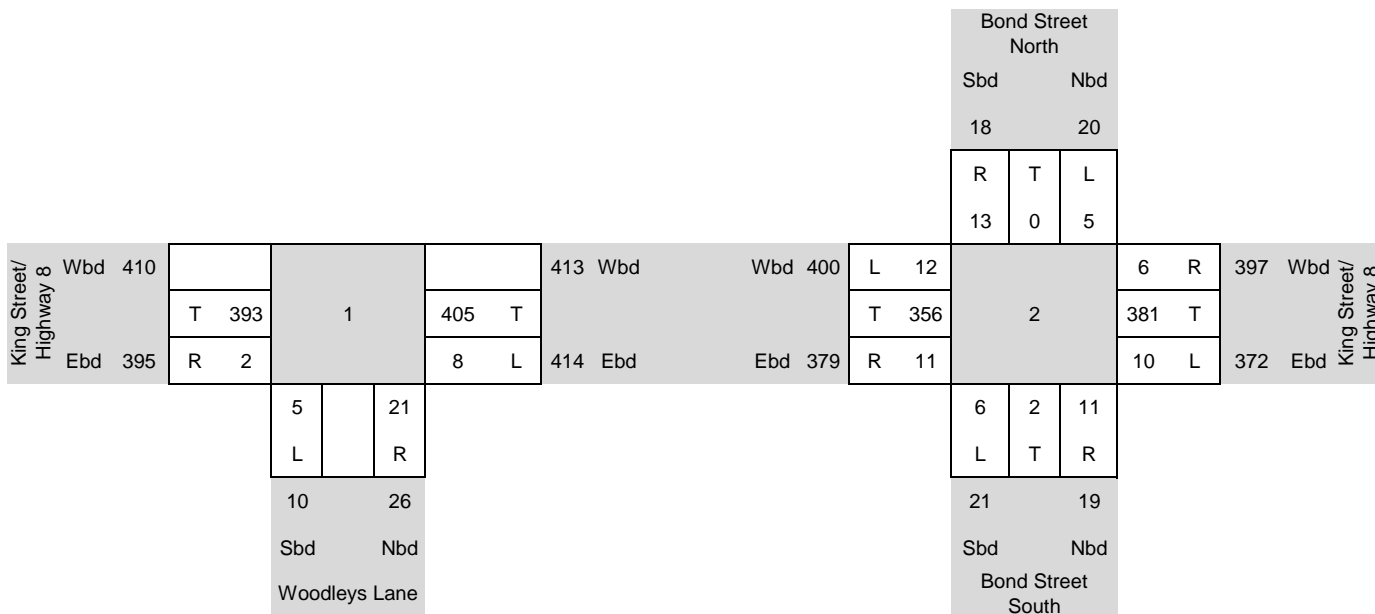 Bond Street
North
Sbd Nbd
18 20
R T L
13 0 5
King Street/
Highway 8
Wbd 410 413 Wbd Wbd 400 L 12 6 R 397 Wbd
T 393 1 405 T T 356 2 381 T
Ebd 395 R 2 8 L 414 Ebd Ebd 379 R 11 10 L 372 Ebd
King Street/
Highway 8
5 21 6 2 11
L R L T R
10 26 21 19
Sbd Nbd Sbd Nbd
Woodleys Lane Bond Street
South